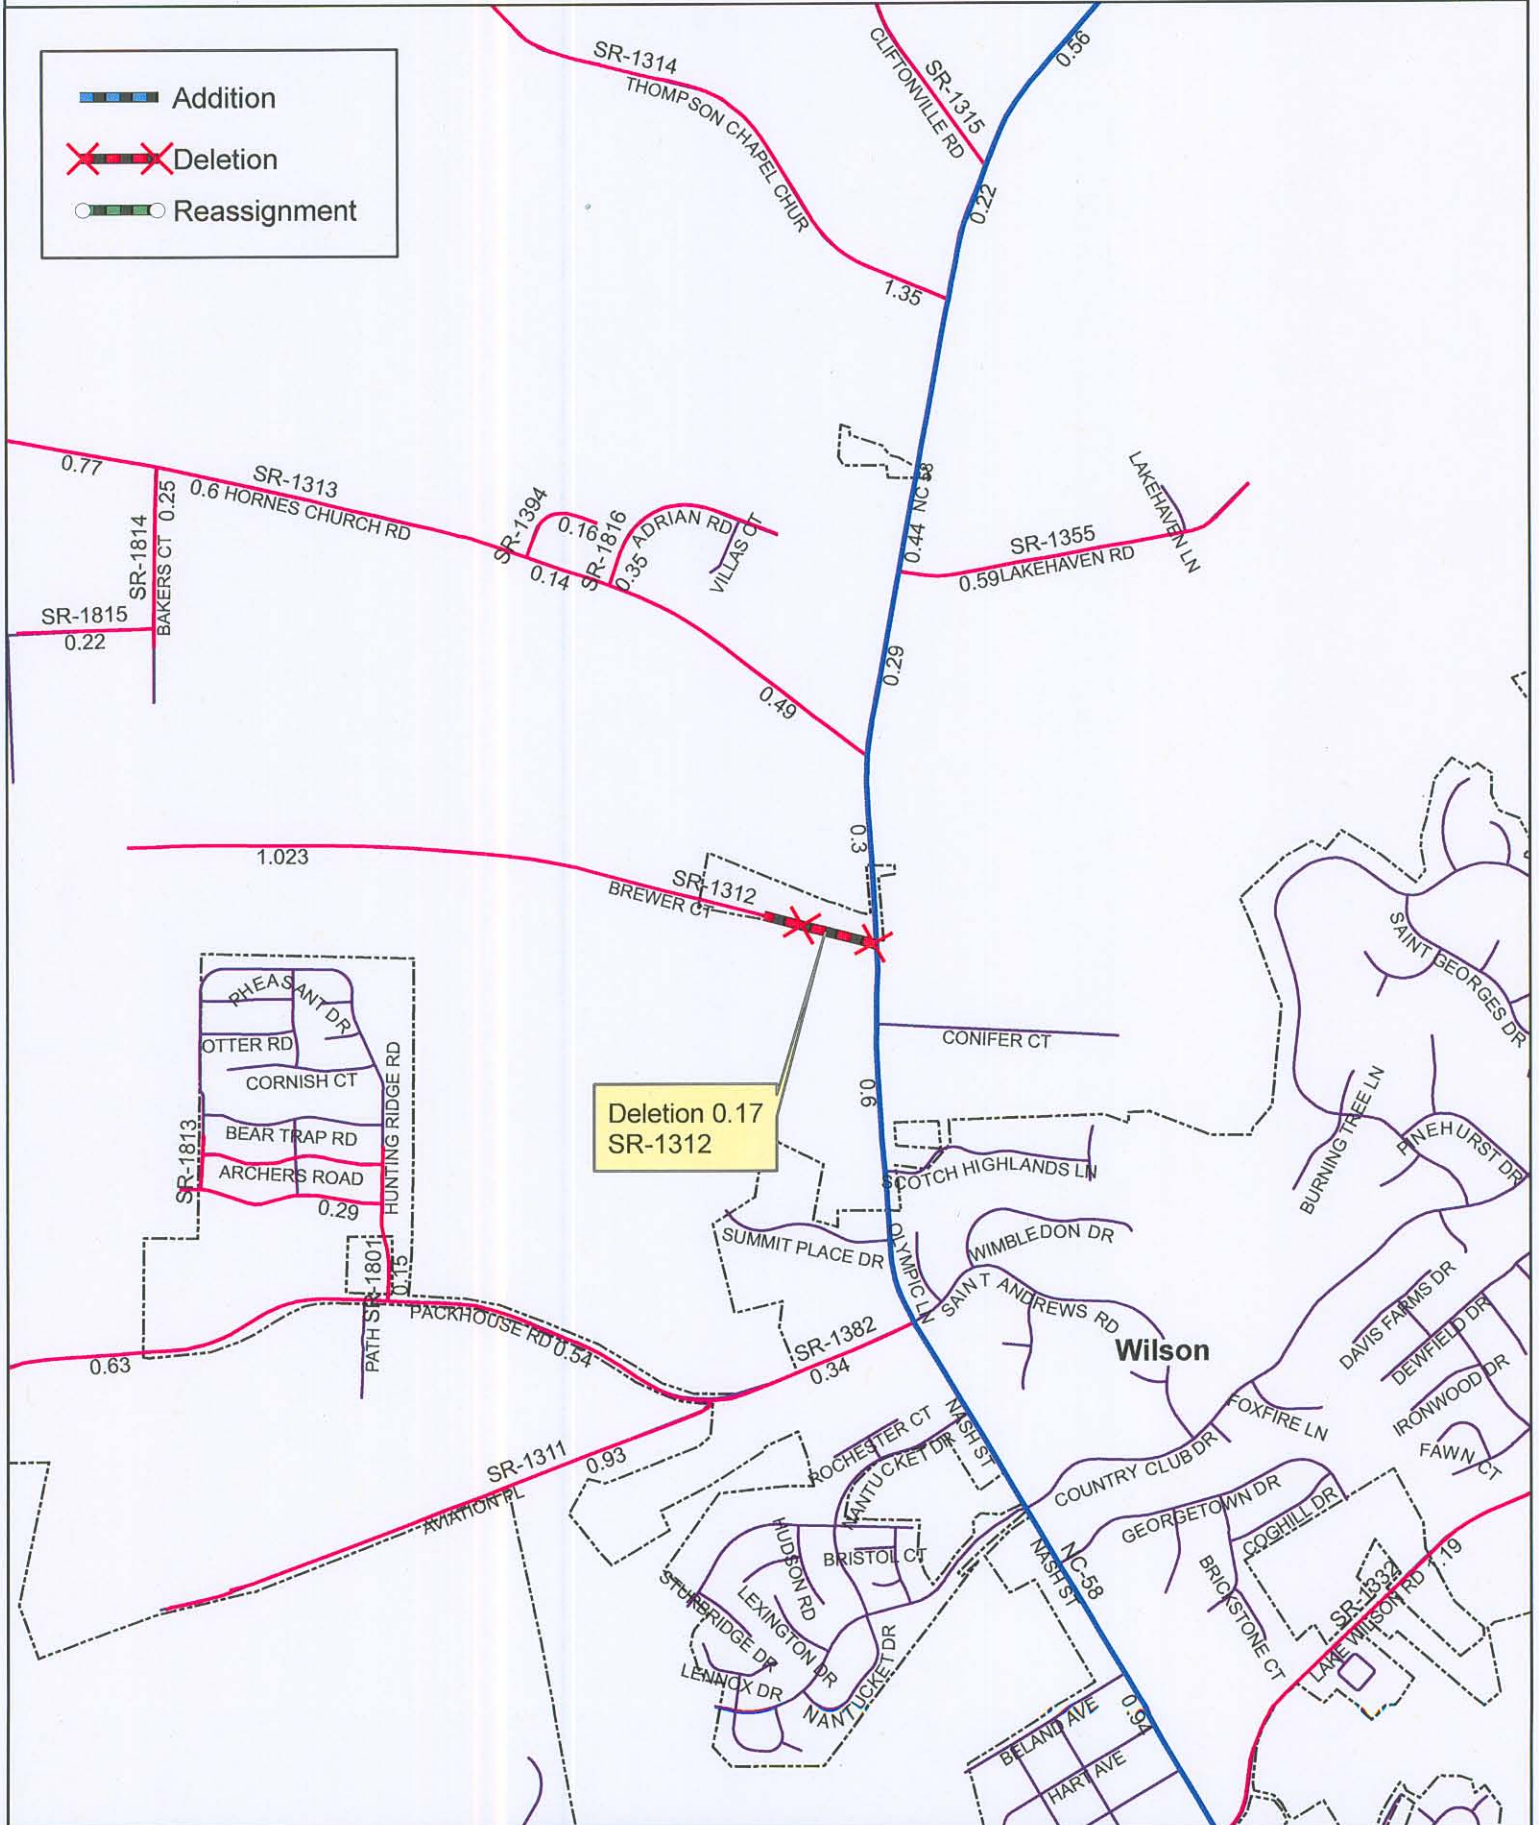 Addition
Deletion
Reassignment
SR-1314
THOMPSON CHAPEL CHUR
1.35
SR-1315
CLIFTONVILLE RD
0.56
0.22
0.77
SR-1313
0.6 HORNES CHURCH RD
SR-1814
BAKERS CT 0.25
SR-1815
0.22
SR-1394
0.16
0.14
SR-1816
0.35
ADRIAN RD
VILLAS CT
0.49
0.44 NC 58
0.29
LAKEHAVEN LN
SR-1355
0.59 LAKEHAVEN RD
0.3
1.023
SR-1312
BREWER CT
Deletion 0.17
SR-1312
CONIFER CT
0.6
SAINT GEORGES DR
PHEASANT DR
OTTER RD
CORNISH CT
BEAR TRAP RD
ARCHERS ROAD
0.29
SR-1813
HUNTING RIDGE RD
SR-1801
0.15
PATH
PACKHOUSE RD 0.54
0.63
SCOTCH HIGHLANDS LN
SUMMIT PLACE DR
OLYMPIC LN
WIMBLEDON DR
SAINT ANDREWS RD
BURNING TREE LN
PINEHURST DR
SR-1382
0.34
Wilson
DAVIS FARMS DR
DEWFIELD DR
IRONWOOD DR
FAWN CT
FOXFIRE LN
COUNTRY CLUB DR
GEORGETOWN DR
COGHILL DR
BRICKSTONE CT
SR-1311
0.93
AVIATION PL
ROCHESTER CT
NANTUCKET DR
NASH ST
HUDSON RD
BRISTOL CT
STURBRIDGE DR
LEXINGTON DR
LENNOX DR
NANTUCKET DR
NC-58
NASH ST
SR-1332
LAKE WILSON RD 1.19
BELAND AVE
HART AVE
0.94